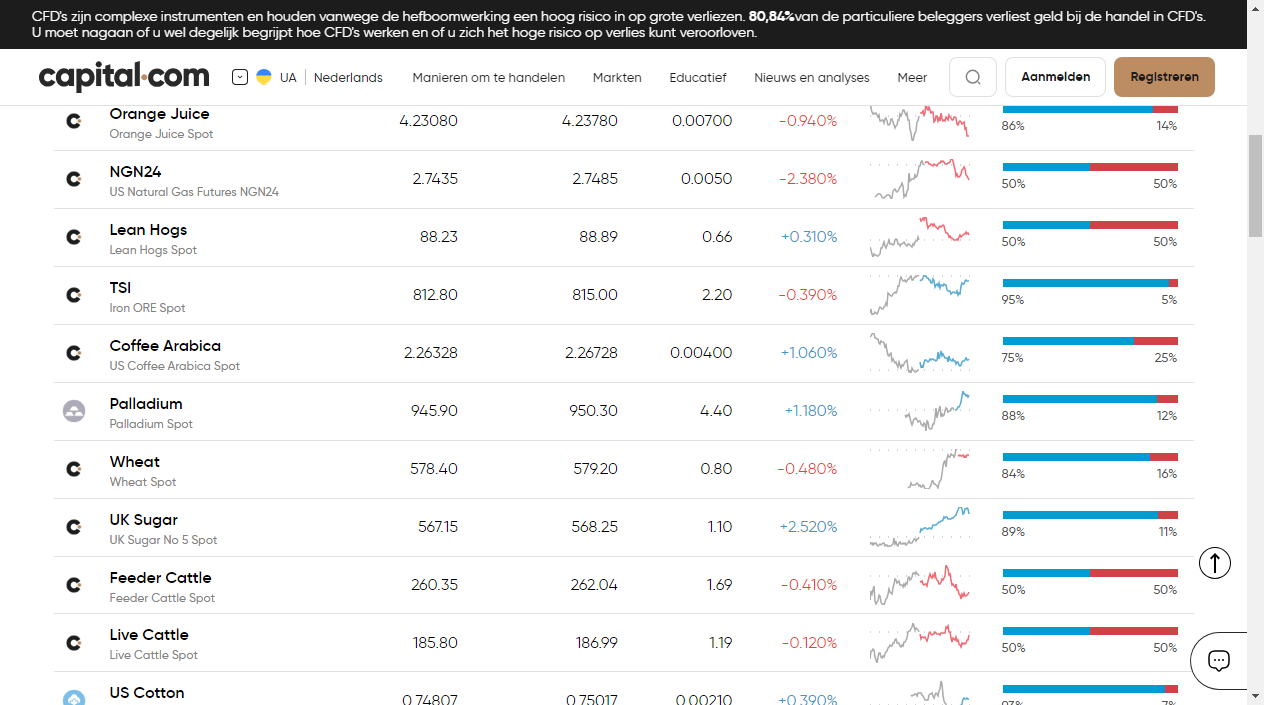 CFD's zijn complexe instrumenten en houden vanwege de hefboomwerking een hoog risico in op grote verliezen. 80,84%van de particuliere beleggers verliest geld bij de handel in CFD's.
U moet nagaan of u wel degelijk begrijpt hoe CFD's werken en of u zich het hoge risico op verlies kunt veroorloven.
capital.com UA Nederlands Manieren om te handelen Markten Educatief Nieuws en analyses Meer Aanmelden Registreren
Orange Juice 4.23080 4.23780 0.00700 -0.940%
Orange Juice Spot 86% 14%
NGN24 2.7435 2.7485 0.0050 -2.380%
US Natural Gas Futures NGN24 50% 50%
Lean Hogs 88.23 88.89 0.66 +0.310%
Lean Hogs Spot 50% 50%
TSI 812.80 815.00 2.20 -0.390%
Iron ORE Spot 95% 5%
Coffee Arabica 2.26328 2.26728 0.00400 +1.060%
US Coffee Arabica Spot 75% 25%
Palladium 945.90 950.30 4.40 +1.180%
Palladium Spot 88% 12%
Wheat 578.40 579.20 0.80 -0.480%
Wheat Spot 84% 16%
UK Sugar 567.15 568.25 1.10 +2.520%
UK Sugar No 5 Spot 89% 11%
Feeder Cattle 260.35 262.04 1.69 -0.410%
Feeder Cattle Spot 50% 50%
Live Cattle 185.80 186.99 1.19 -0.120%
Live Cattle Spot 50% 50%
US Cotton 0.74807 0.75017 0.00210 +0.390%